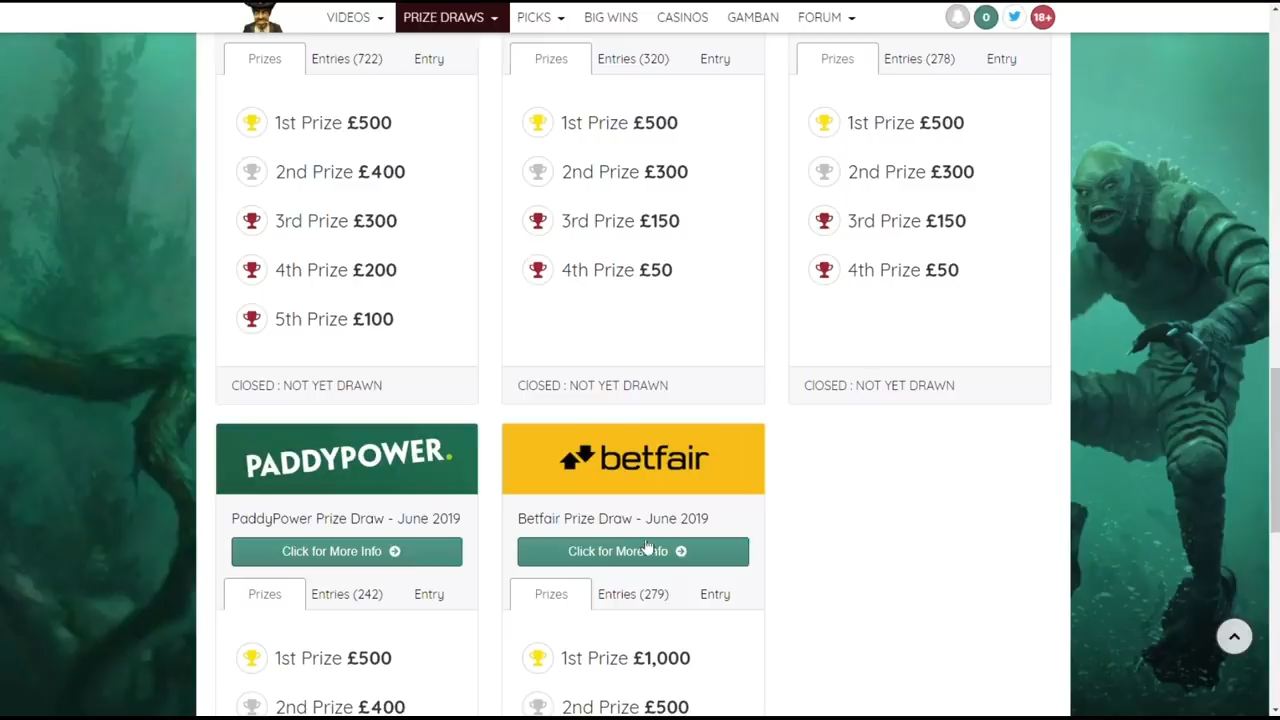 VIDEOS
PRIZE DRAWS
PICKS
BIG WINS
CASINOS
GAMBAN
FORUM
0
18+
Prizes
Entries (722)
Entry
1st Prize £500
2nd Prize £400
3rd Prize £300
4th Prize £200
5th Prize £100
CLOSED : NOT YET DRAWN
Prizes
Entries (320)
Entry
1st Prize £500
2nd Prize £300
3rd Prize £150
4th Prize £50
CLOSED : NOT YET DRAWN
Prizes
Entries (278)
Entry
1st Prize £500
2nd Prize £300
3rd Prize £150
4th Prize £50
CLOSED : NOT YET DRAWN
PADDYPOWER.
PaddyPower Prize Draw - June 2019
Click for More Info
Prizes
Entries (242)
Entry
1st Prize £500
2nd Prize £400
betfair
Betfair Prize Draw - June 2019
Click for More Info
Prizes
Entries (279)
Entry
1st Prize £1,000
2nd Prize £500